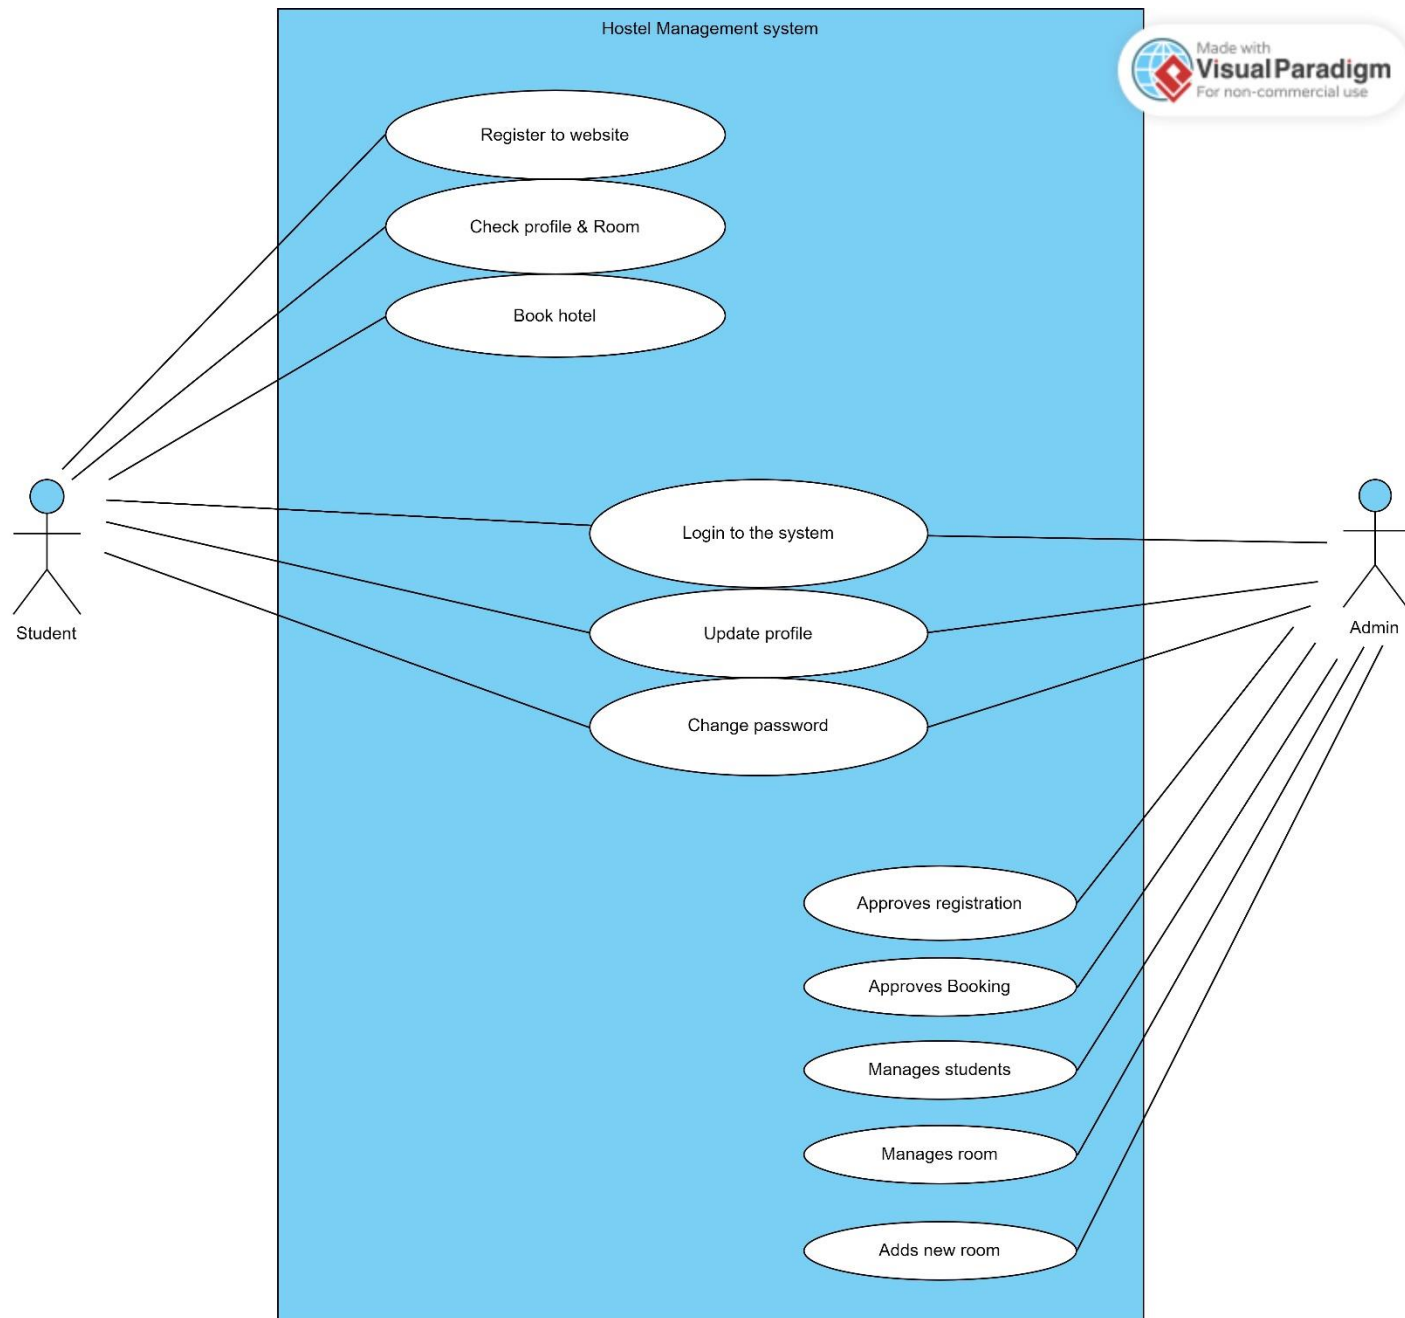 Hostel Management system
Made with
Visual Paradigm
For non-commercial use
Register to website
Check profile & Room
Book hotel
Login to the system
Student
Update profile
Admin
Change password
Approves registration
Approves Booking
Manages students
Manages room
Adds new room